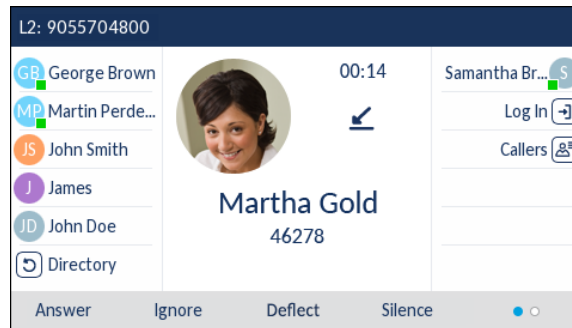 L2: 9055704800
GB George Brown
MP Martin Perde...
JS John Smith
J James
JD John Doe
Directory
00:14
Martha Gold
46278
Samantha Br... S
Log In
Callers
Answer Ignore Deflect Silence